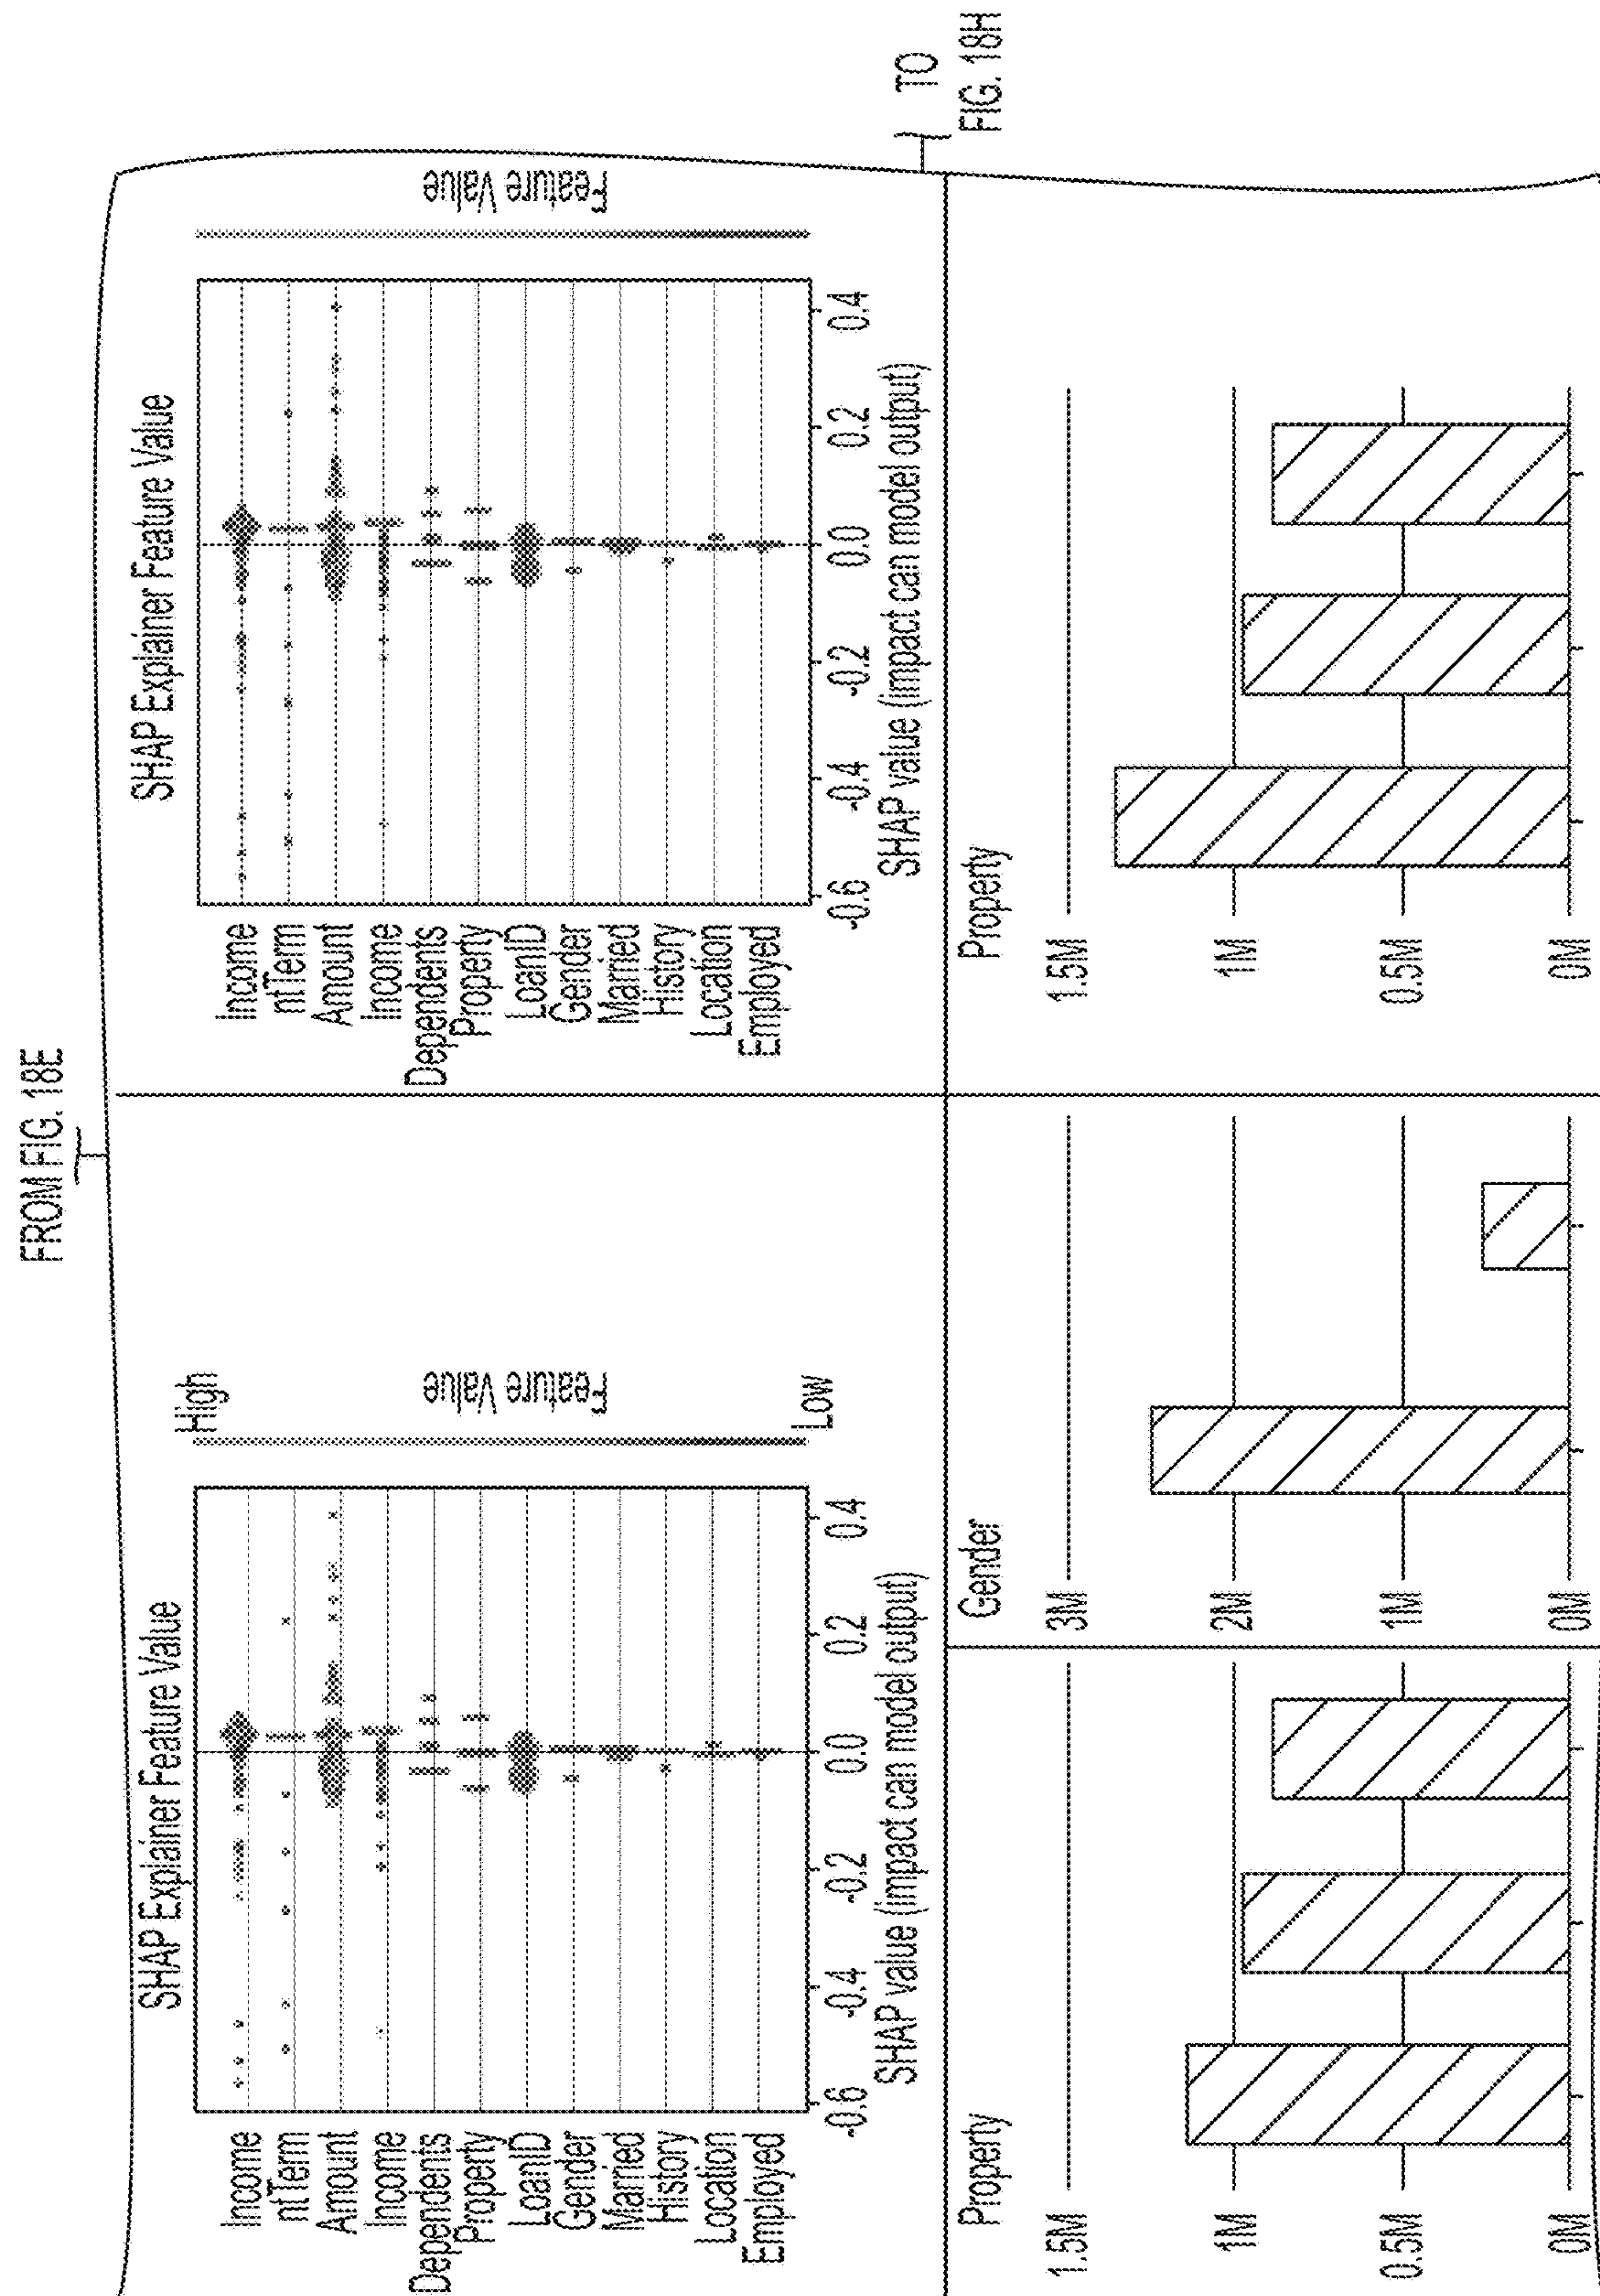 FROM FIG. 18E
SHAP Explainer Feature Value
Income
ntTerm
Amount
Income
Dependents
Property
LoanID
Gender
Married
History
Location
Employed
-0.6
-0.4
-0.2
0.0
0.2
0.4
SHAP value (impact can model output)
High
Feature Value
Low
SHAP Explainer Feature Value
Income
ntTerm
Amount
Income
Dependents
Property
LoanID
Gender
Married
History
Location
Employed
-0.6
-0.4
-0.2
0.0
0.2
0.4
SHAP value (impact can model output)
Feature Value
TO
FIG. 18H
Property
1.5M
1M
0.5M
0M
Gender
3M
2M
1M
0M
Property
1.5M
1M
0.5M
0M